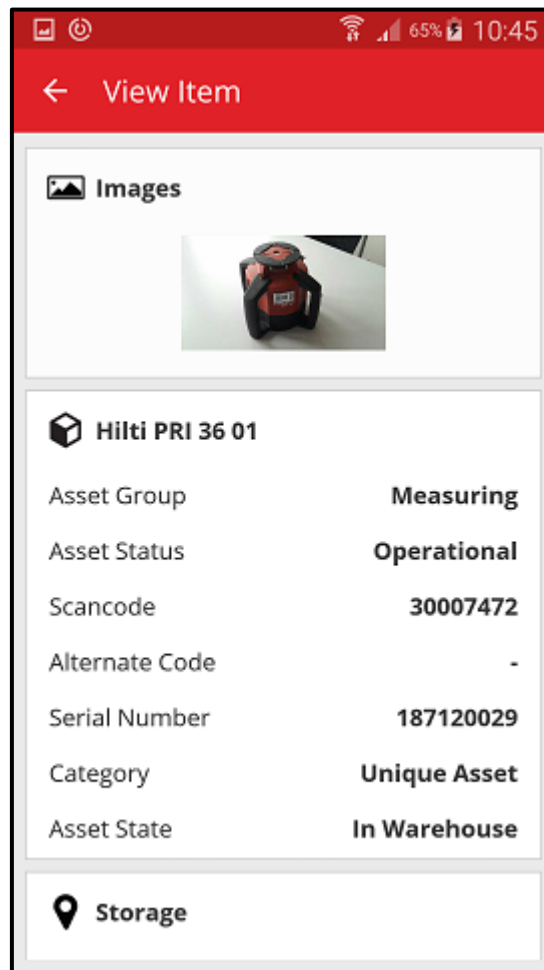 65% 10:45
View Item
Images
Hilti PRI 36 01
Asset Group Measuring
Asset Status Operational
Scancode 30007472
Alternate Code -
Serial Number 187120029
Category Unique Asset
Asset State In Warehouse
Storage